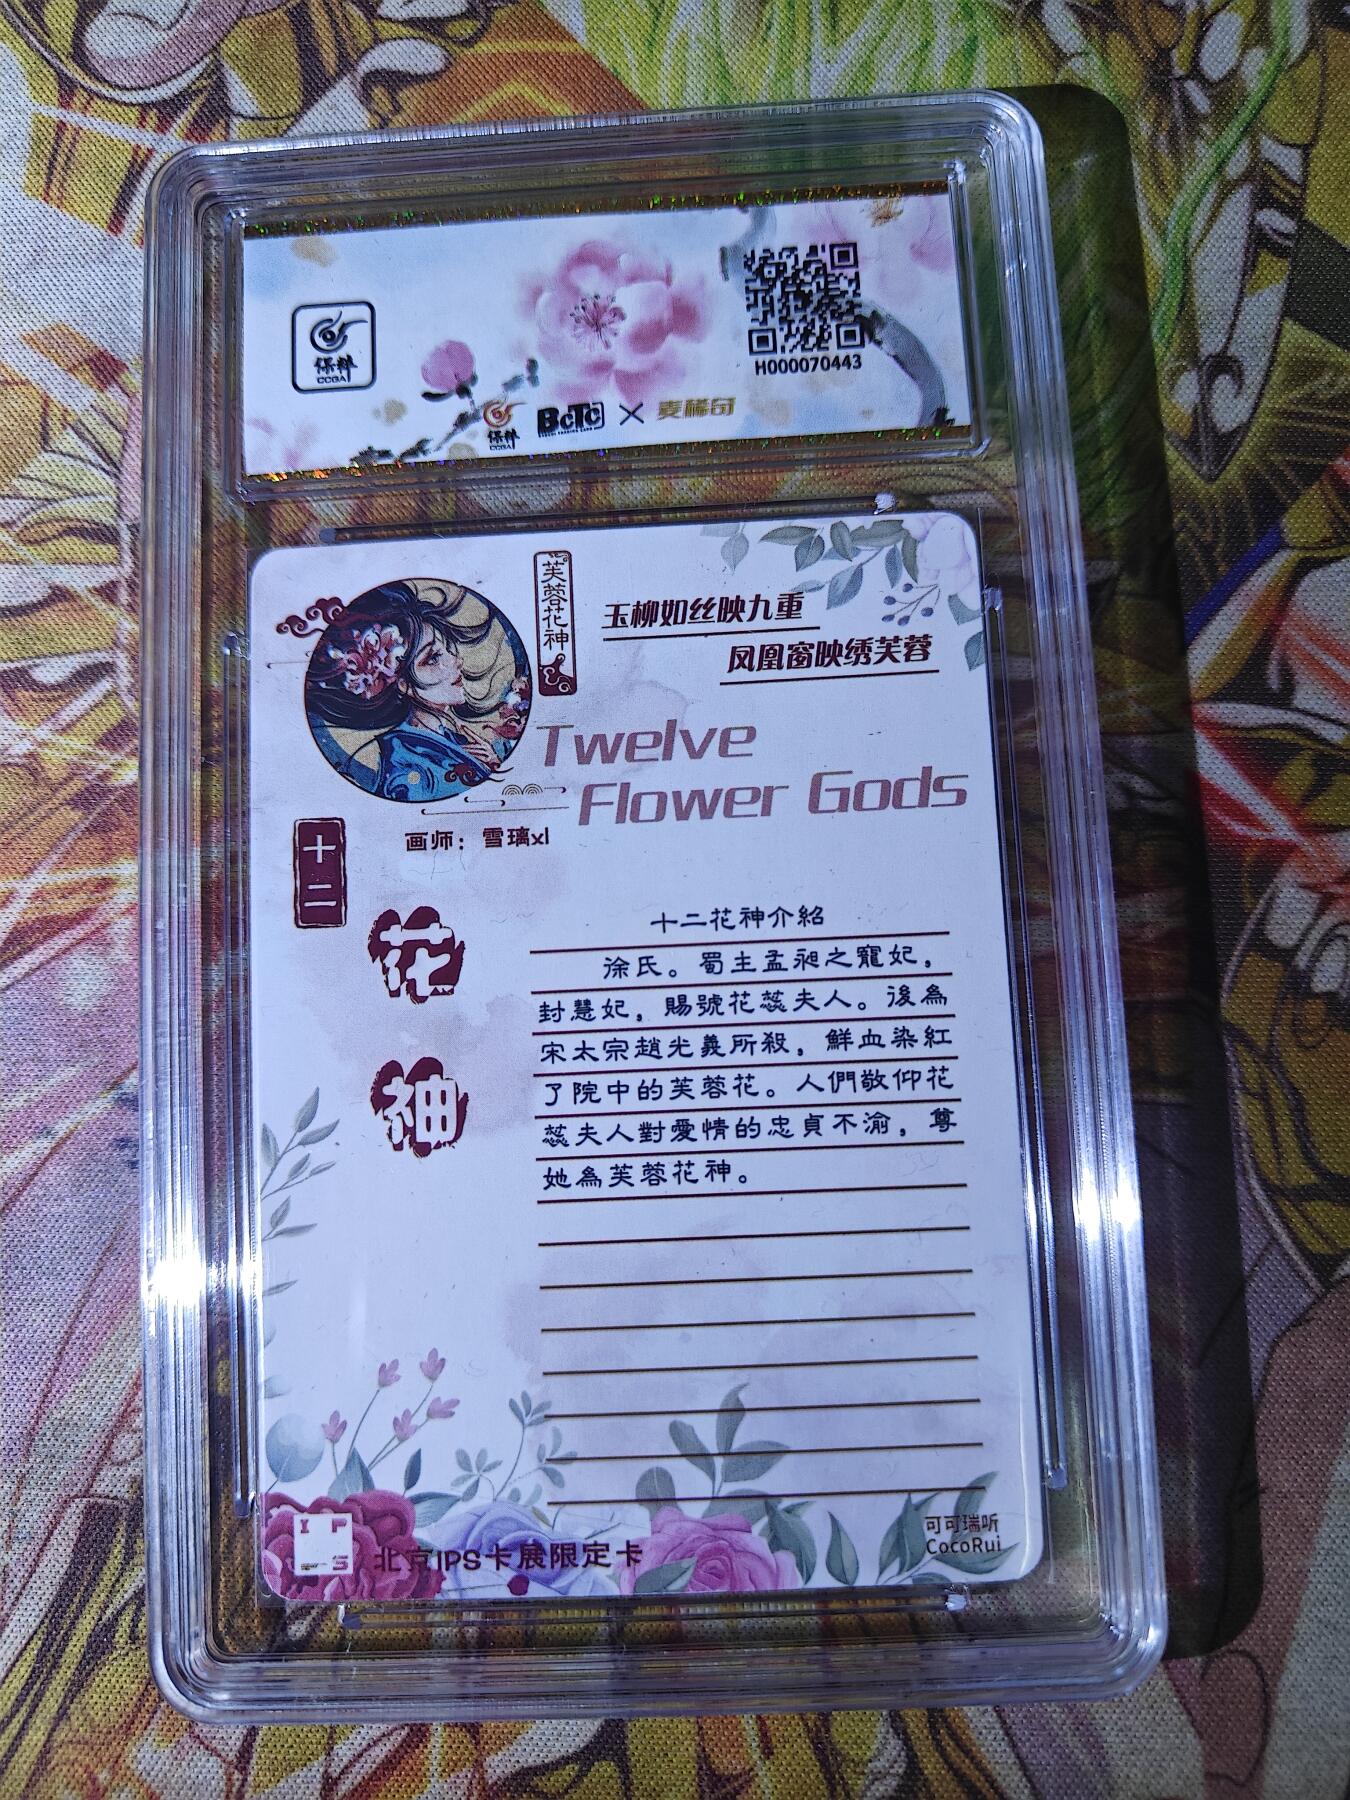 保粹
CCGA
H000070443
保粹
CCGA
BCTC
× 麦稀奇
芙蓉花神
玉柳如丝映九重
凤凰窗映绣芙蓉
Twelve
Flower Gods
画师：雪璃xl
十二
花
神
十二花神介紹
徐氏。蜀主孟昶之寵妃，
封慧妃，賜號花蕊夫人。後為
宋太宗趙光義所殺，鮮血染紅
了院中的芙蓉花。人們敬仰花
蕊夫人對愛情的忠貞不渝，尊
她為芙蓉花神。
IP
S
北京IPS卡展限定卡
可可瑞听
CocoRui